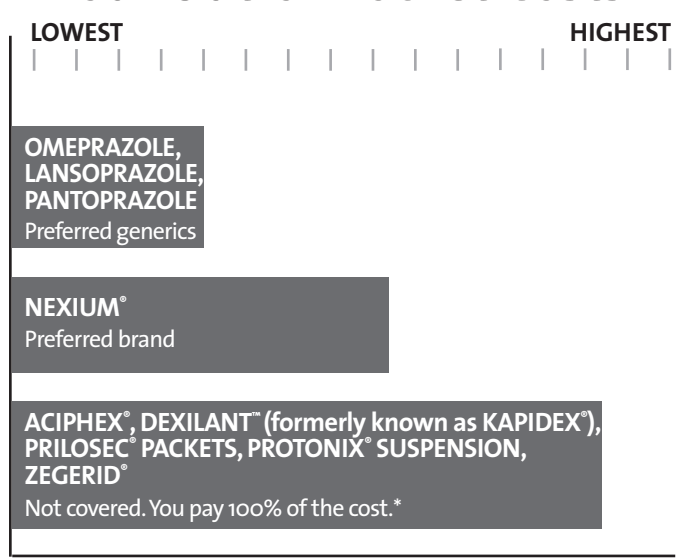 LOWEST HIGHEST
OMEPRAZOLE,
LANSOPRAZOLE,
PANTOPRAZOLE
Preferred generics
NEXIUM®
Preferred brand
ACIPHEX®, DEXILANT™ (formerly known as KAPIDEX®),
PRILOSEC® PACKETS, PROTONIX® SUSPENSION,
ZEGERID®
Not covered. You pay 100% of the cost.*